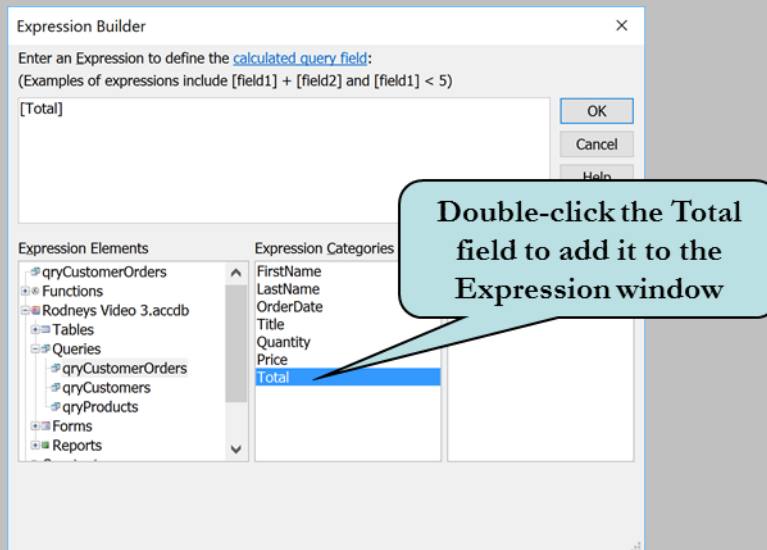 Expression Builder
Enter an Expression to define the calculated query field:
(Examples of expressions include [field1] + [field2] and [field1] < 5)
[Total]
OK
Cancel
Help
Double-click the Total
field to add it to the
Expression window
Expression Elements
qryCustomerOrders
Functions
Rodneys Video 3.accdb
Tables
Queries
qryCustomerOrders
qryCustomers
qryProducts
Forms
Reports
Expression Categories
FirstName
LastName
OrderDate
Title
Quantity
Price
Total